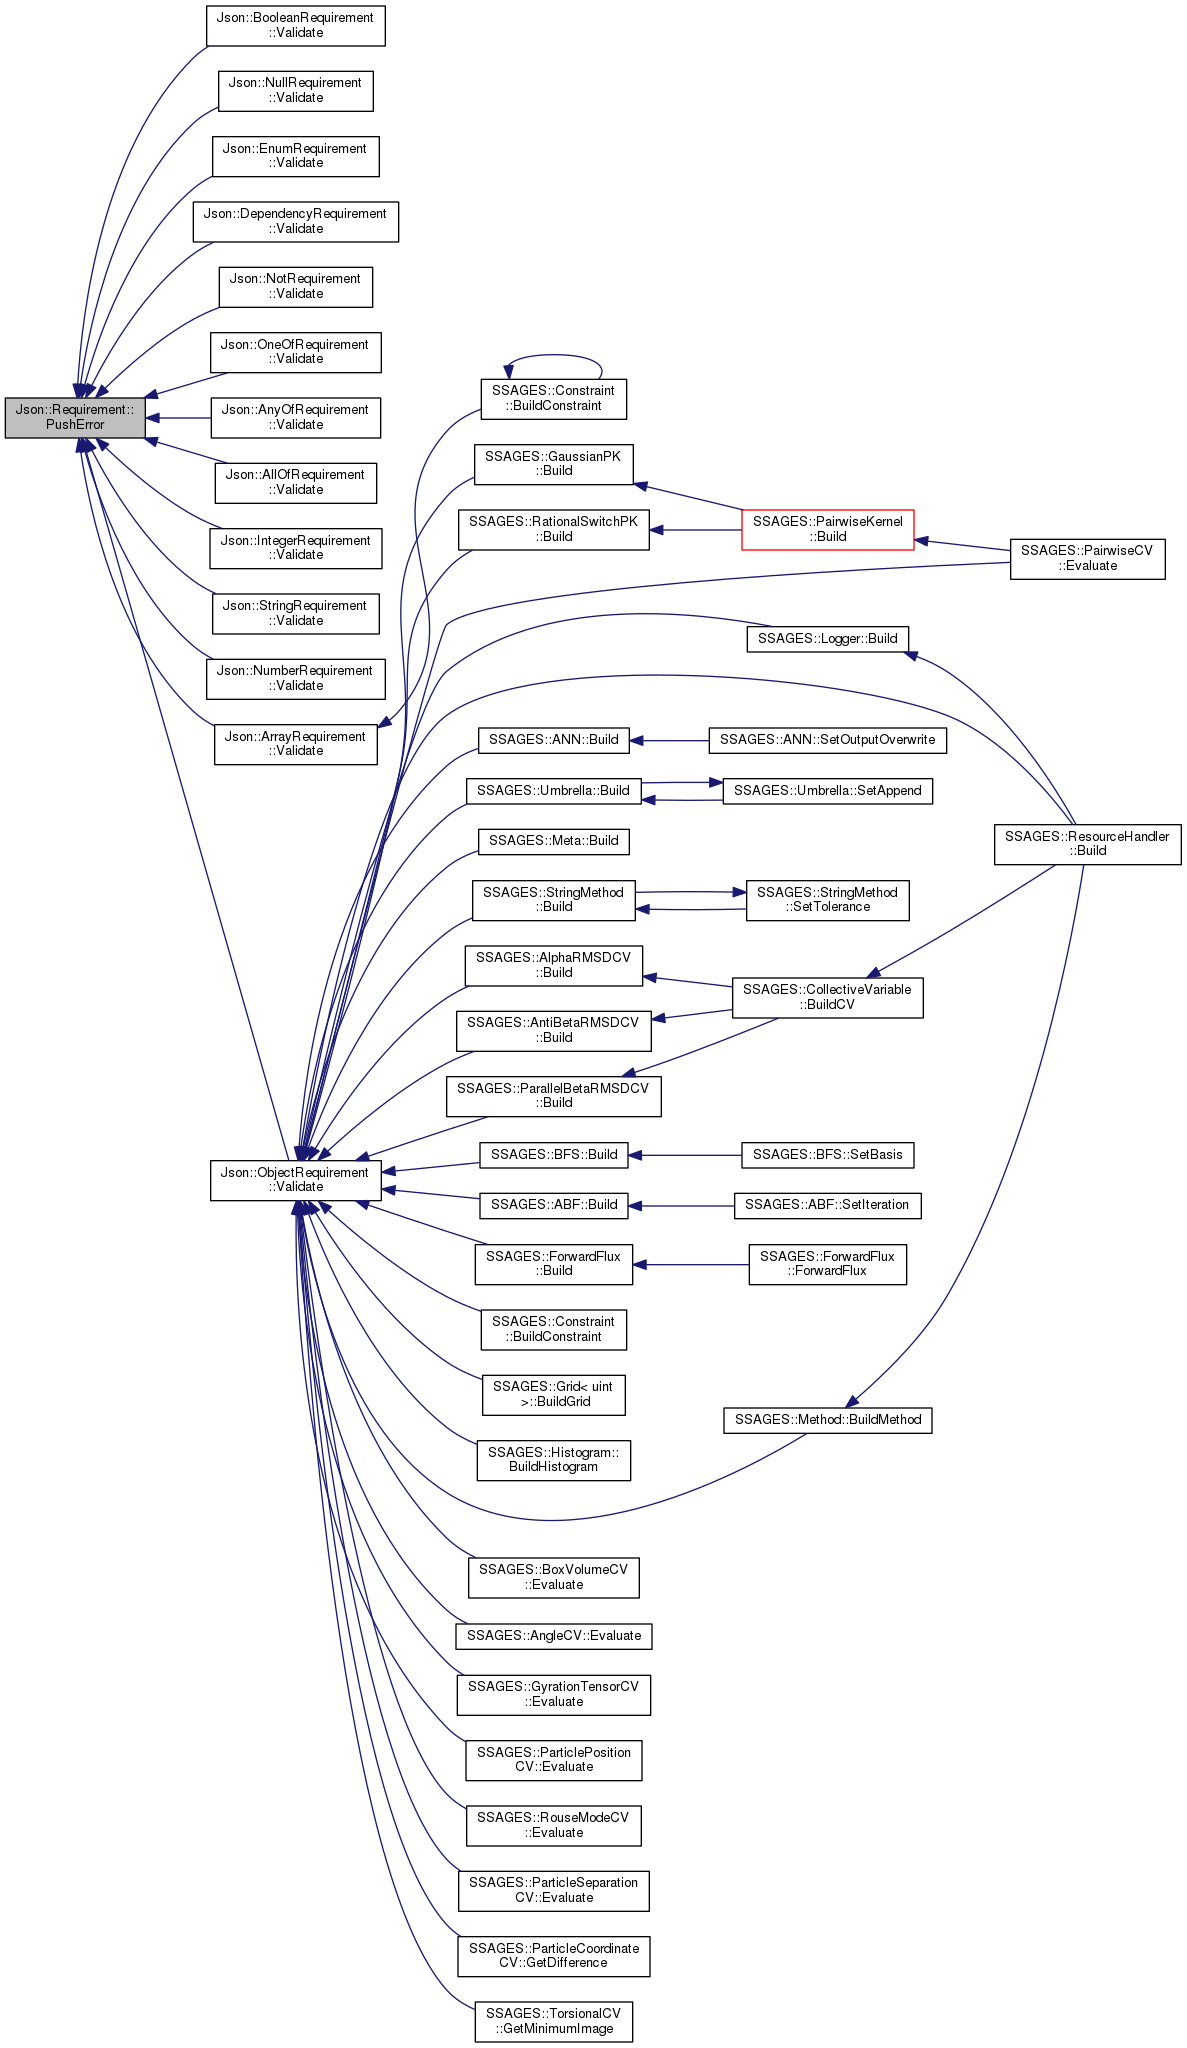 Json::BooleanRequirement
::Validate
Json::NullRequirement
::Validate
Json::EnumRequirement
::Validate
Json::DependencyRequirement
::Validate
Json::NotRequirement
::Validate
Json::OneOfRequirement
::Validate
Json::Requirement::
PushError
Json::AnyOfRequirement
::Validate
Json::AllOfRequirement
::Validate
Json::IntegerRequirement
::Validate
Json::StringRequirement
::Validate
Json::NumberRequirement
::Validate
Json::ArrayRequirement
::Validate
Json::ObjectRequirement
::Validate
SSAGES::Constraint
::BuildConstraint
SSAGES::GaussianPK
::Build
SSAGES::RationalSwitchPK
::Build
SSAGES::PairwiseKernel
::Build
SSAGES::PairwiseCV
::Evaluate
SSAGES::Logger::Build
SSAGES::ANN::Build
SSAGES::ANN::SetOutputOverwrite
SSAGES::Umbrella::Build
SSAGES::Umbrella::SetAppend
SSAGES::Meta::Build
SSAGES::ResourceHandler
::Build
SSAGES::StringMethod
::Build
SSAGES::StringMethod
::SetTolerance
SSAGES::AlphaRMSDCV
::Build
SSAGES::CollectiveVariable
::BuildCV
SSAGES::AntiBetaRMSDCV
::Build
SSAGES::ParallelBetaRMSDCV
::Build
SSAGES::BFS::Build
SSAGES::BFS::SetBasis
SSAGES::ABF::Build
SSAGES::ABF::SetIteration
SSAGES::ForwardFlux
::Build
SSAGES::ForwardFlux
::ForwardFlux
SSAGES::Constraint
::BuildConstraint
SSAGES::Grid< uint
>::BuildGrid
SSAGES::Method::BuildMethod
SSAGES::Histogram::
BuildHistogram
SSAGES::BoxVolumeCV
::Evaluate
SSAGES::AngleCV::Evaluate
SSAGES::GyrationTensorCV
::Evaluate
SSAGES::ParticlePosition
CV::Evaluate
SSAGES::RouseModeCV
::Evaluate
SSAGES::ParticleSeparation
CV::Evaluate
SSAGES::ParticleCoordinate
CV::GetDifference
SSAGES::TorsionalCV
::GetMinimumImage